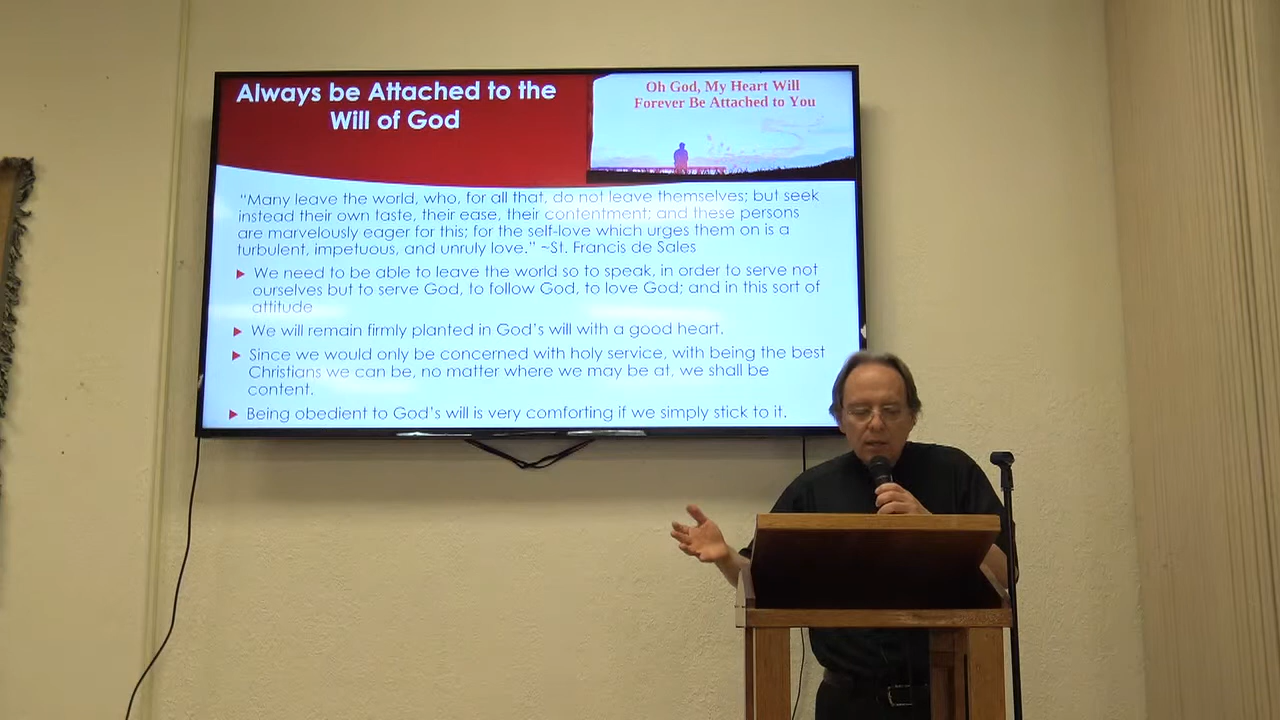 Always be Attached to the
Will of God
Oh God, My Heart Will
Forever Be Attached to You
“Many leave the world, who, for all that, do not leave themselves; but seek
instead their own taste, their ease, their contentment; and these persons
are marvelously eager for this; for the self-love which urges them on is a
turbulent, impetuous, and unruly love.” ~St. Francis de Sales
We need to be able to leave the world so to speak, in order to serve not
ourselves but to serve God, to follow God, to love God; and in this sort of
attitude
We will remain firmly planted in God’s will with a good heart.
Since we would only be concerned with holy service, with being the best
Christians we can be, no matter where we may be at, we shall be
content.
Being obedient to God’s will is very comforting if we simply stick to it.